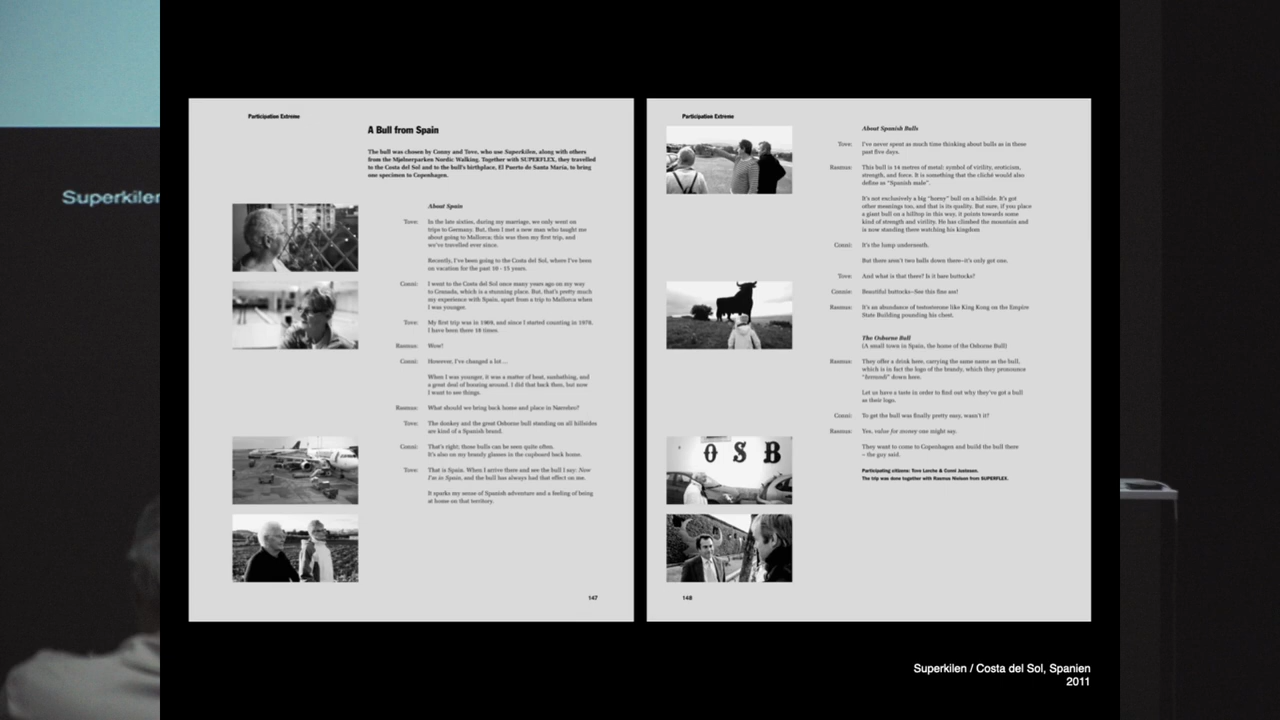 Superkilen
Participation Extreme
A Bull from Spain
The bull was chosen by Conny and Tove, who use Superkilen, along with others
from the Mjølnerparken Nordic Walking. Together with SUPERFLEX, they travelled
to the Costa del Sol and to the bull's birthplace, El Puerto de Santa María, to bring
one specimen to Copenhagen.
About Spain
Tove: In the late sixties, during my marriage, we only went on
trips to Germany. But, then I met a new man who taught me
about going to Mallorca; this was then my first trip, and
we've travelled ever since.
Recently, I've been going to the Costa del Sol, where I've been
on vacation for the past 10 - 15 years.
Conni: I went to the Costa del Sol once many years ago on my way
to Granada, which is a stunning place. But, that's pretty much
my experience with Spain, apart from a trip to Mallorca when
I was younger.
Tove: My first trip was in 1969, and since I started counting in 1970.
I have been there 18 times.
Rasmus: Wow!
Conni: However, I've changed a lot...
When I was younger, it was a matter of heat, sunbathing, and
a great deal of bussing around. I did that back then, but now
I want to see things.
Rasmus: What should we bring back home and place in Nørrebro?
Tove: The donkey and the great Osborne bull standing on all hillsides
are kind of a Spanish brand.
Conni: That's right; those bulls can be seen quite often.
It's also on my brandy glasses in the cupboard back home.
Tove: That is Spain. When I arrive there and see the bull I say: Now
I'm in Spain, and the bull has always had that effect on me.
It sparks my sense of Spanish adventure and a feeling of being
at home on that territory.
147
Participation Extreme
About Spanish Balls
Tove: I've never spent as much time thinking about bulls as in these
past five days.
Rasmus: This bull is 14 metres of metal: symbol of virility, eroticism,
strength, and force. It is something that the cliché would also
define as "Spanish male".
It's not exclusively a big "horny" bull on a hillside. It's got
other meanings too, and that is its quality. But sure, if you place
a giant bull on a hilltop in this way, it points towards some
kind of strength and virility. He has climbed the mountain and
is now standing there watching his kingdom
Conni: It's the lump underneath.
But there aren't two balls down there–it's only got one.
Tove: And what is that there? Is it bare buttocks?
Connie: Beautiful buttocks–See this fine ass!
Rasmus: It's an abundance of testosterone like King Kong on the Empire
State Building pounding his chest.
The Osborne Bull
(A small town in Spain, the home of the Osborne Bull)
Rasmus: They offer a drink here, carrying the same name as the bull,
which is in fact the logo of the brandy, which they pronounce
down here.
Let us have a taste in order to find out why they've got a bull
as their logo.
Conni: To get the bull was finally pretty easy, wasn't it?
Rasmus: Yes, value for money one might say.
They want to come to Copenhagen and build the bull there
– the guy said.
Participating citizens: Tove Lerche & Conni Justesen.
The trip was done together with Rasmus Nielsen from SUPERFLEX.
OSB
148
Superkilen / Costa del Sol, Spanien
2011